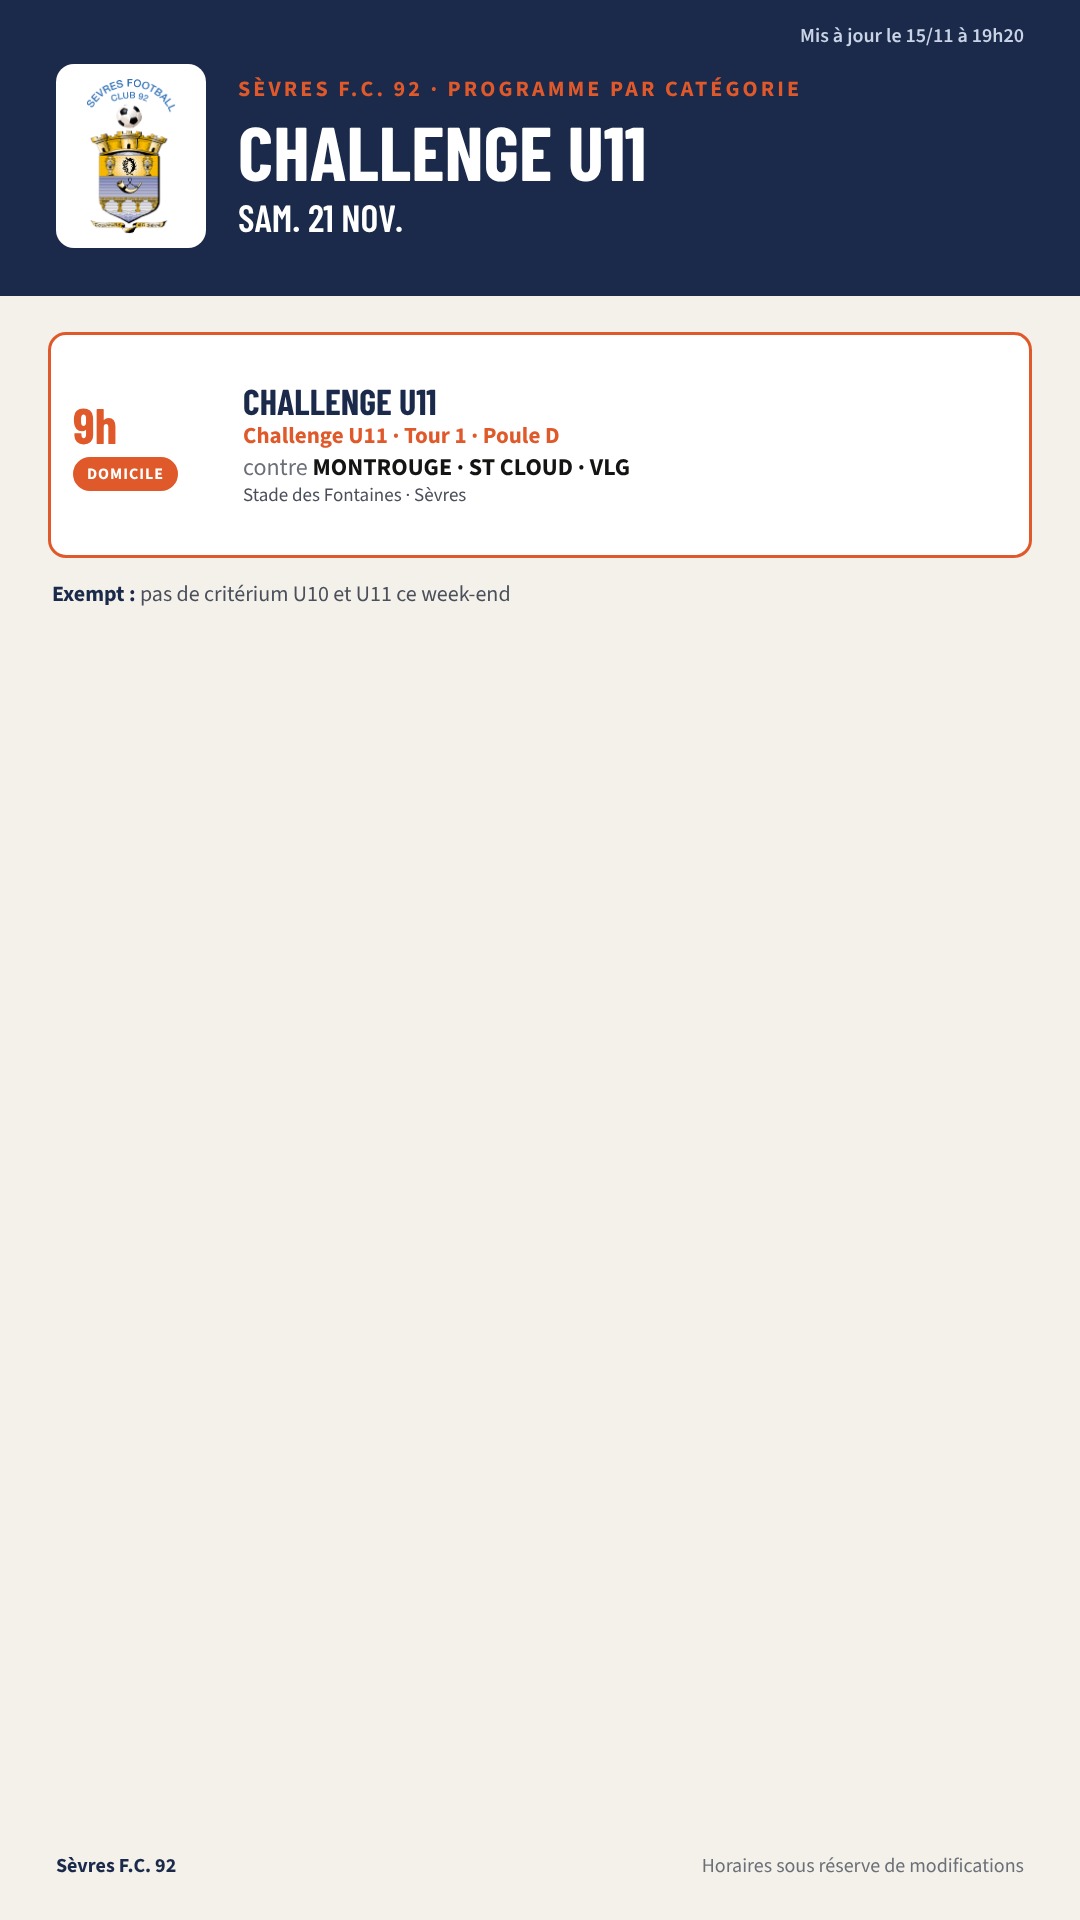 Mis à jour le 15/11 à 19h20
SEVRES FOOTBALL
CLUB 92
SÈVRES F.C. 92 · PROGRAMME PAR CATÉGORIE
CHALLENGE U11
SAM. 21 NOV.
9h
DOMICILE
CHALLENGE U11
Challenge U11 · Tour 1 · Poule D
contre MONTROUGE · ST CLOUD · VLG
Stade des Fontaines · Sèvres
Exempt : pas de critérium U10 et U11 ce week-end
Sèvres F.C. 92
Horaires sous réserve de modifications